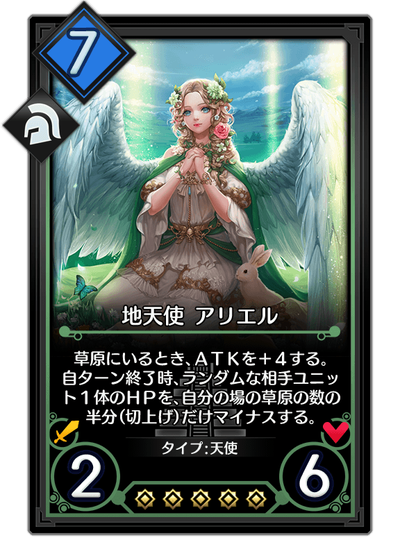 7
地天使 アリエル
草原にいるとき、ATKを+4する。
自ターン終了時、ランダムな相手ユニッ
ト1体のHPを、自分の場の草原の数の
半分(切上げ)だけマイナスする。
タイプ:天使
2 6